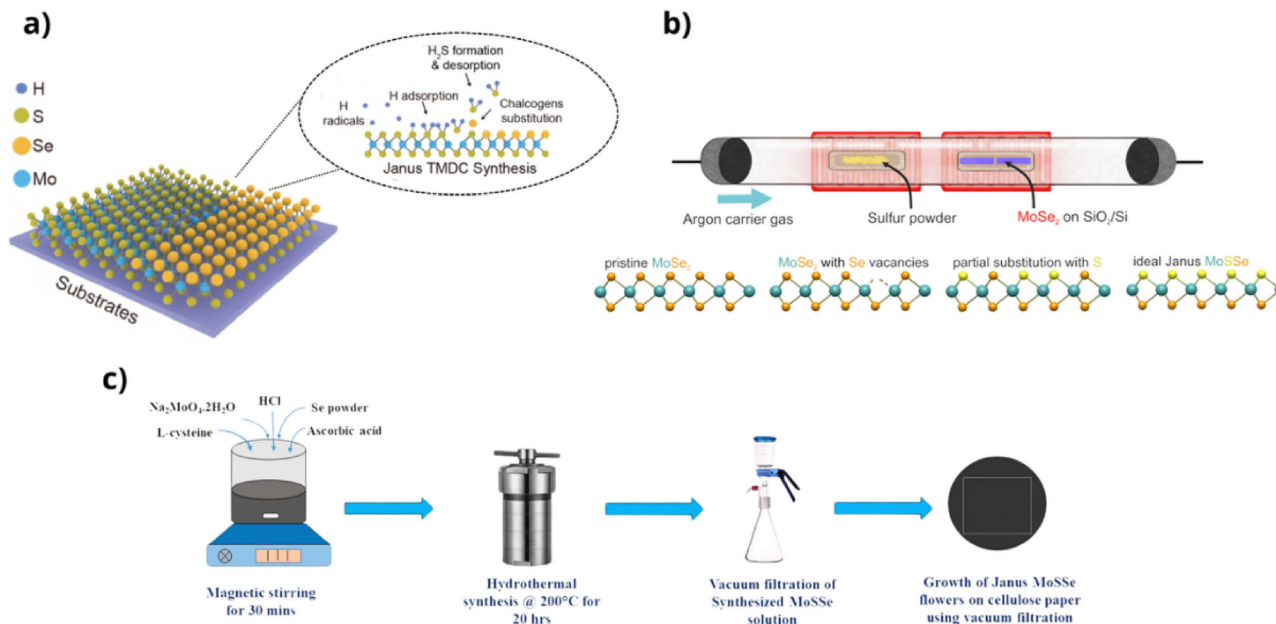 a)
H
S
Se
Mo
Substrates
H₂S formation
& desorption
H adsorption
H
radicals
Chalcogens
substitution
Janus TMDC Synthesis
b)
Argon carrier gas
Sulfur powder
MoSe₂ on SiO₂/Si
pristine MoSe₂
MoSe₂ with Se vacancies
partial substitution with S
ideal Janus MoSSe
c)
Na₂MoO₄.2H₂O
HCl
Se powder
L-cysteine
Ascorbic acid
Magnetic stirring
for 30 mins
Hydrothermal
synthesis @ 200°C for
20 hrs
Vacuum filtration of
Synthesized MoSSe
solution
Growth of Janus MoSSe
flowers on cellulose paper
using vacuum filtration